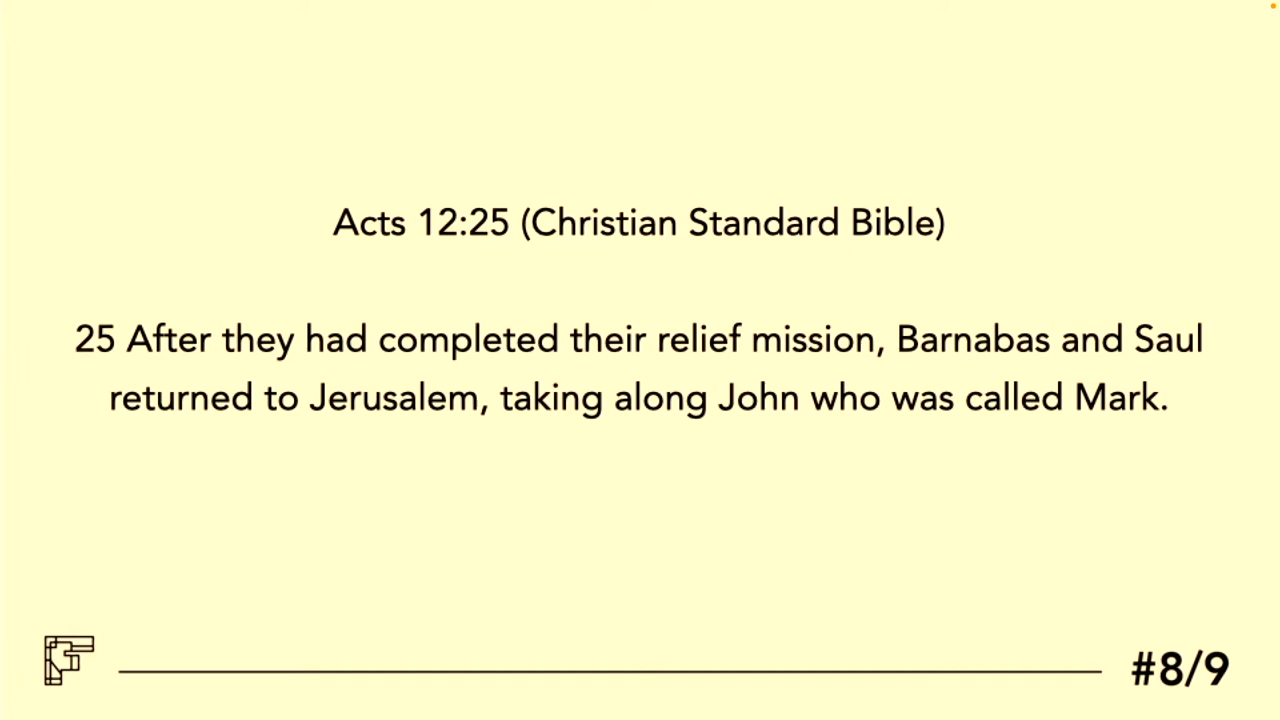 Acts 12:25 (Christian Standard Bible)
25 After they had completed their relief mission, Barnabas and Saul
returned to Jerusalem, taking along John who was called Mark.
#8/9